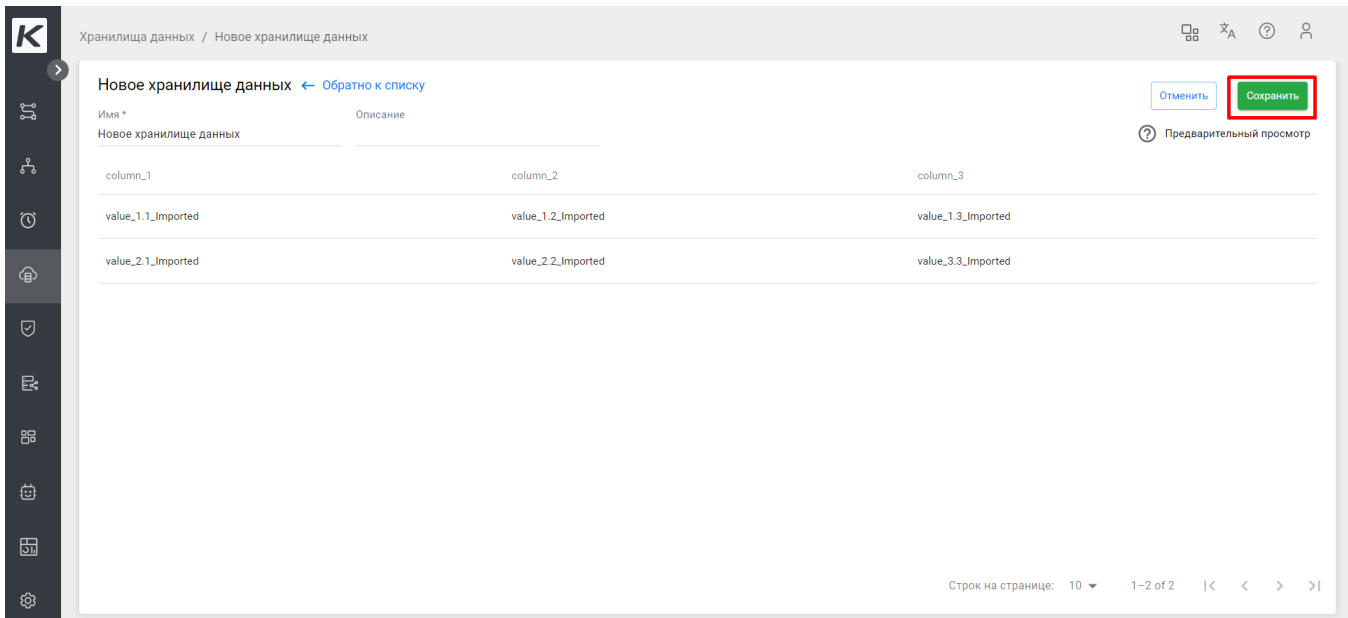 K
Хранилища данных / Новое хранилище данных
Новое хранилище данных ← Обратно к списку
Отменить
Сохранить
Имя *
Описание
Новое хранилище данных
Предварительный просмотр
column_1 column_2 column_3
value_1.1_Imported value_1.2_Imported value_1.3_Imported
value_2.1_Imported value_2.2_Imported value_3.3_Imported
Строк на странице: 10 1–2 of 2